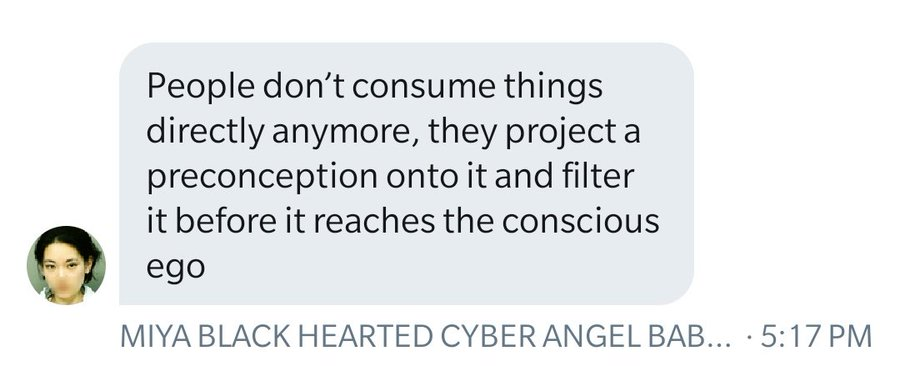 People don’t consume things
directly anymore, they project a
preconception onto it and filter
it before it reaches the conscious
ego
MIYA BLACK HEARTED CYBER ANGEL BAB... · 5:17 PM